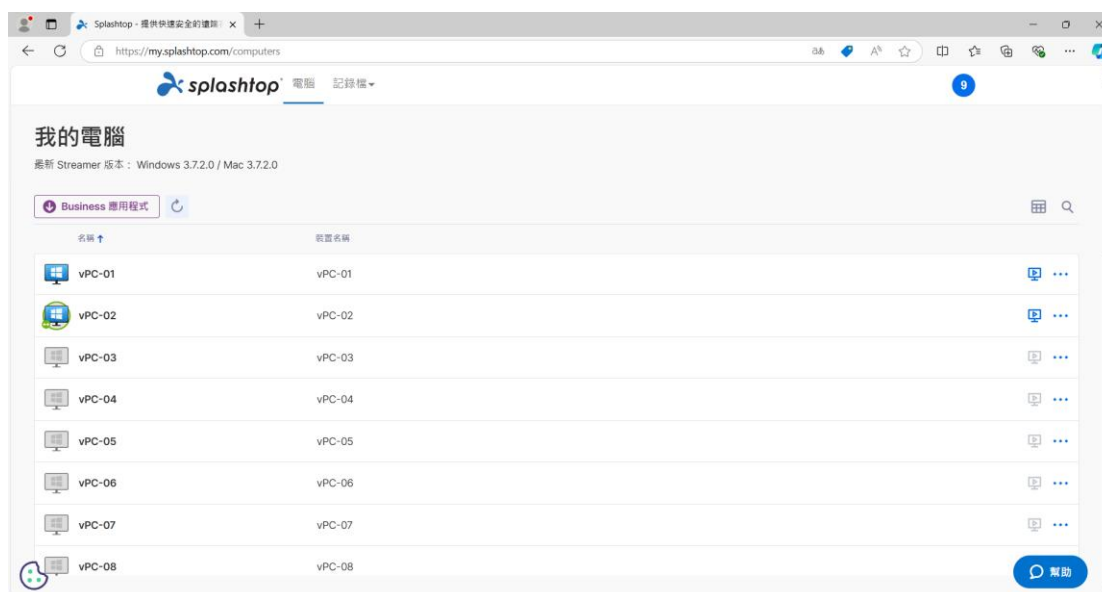 Splashtop - 提供快速安全的遠端
https://my.splashtop.com/computers
splashtop 電腦 記錄檔
9
我的電腦
最新 Streamer 版本： Windows 3.7.2.0 / Mac 3.7.2.0
Business 應用程式
名稱 裝置名稱
vPC-01 vPC-01
vPC-02 vPC-02
vPC-03 vPC-03
vPC-04 vPC-04
vPC-05 vPC-05
vPC-06 vPC-06
vPC-07 vPC-07
vPC-08 vPC-08
幫助